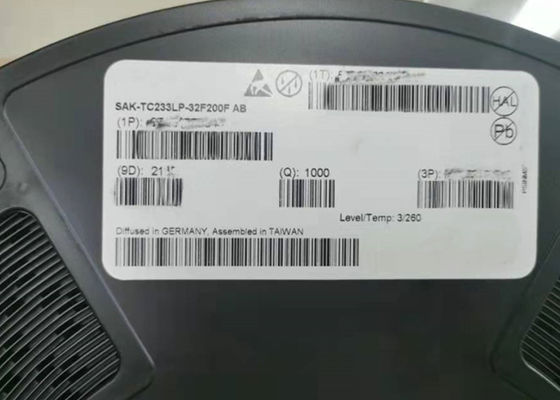 (1T):
SAK-TC233LP-32F200F AB
HAL
(1P):
Pb
(9D): 21
(Q): 1000
(3P):
Level/Temp: 3/260
Diffused in GERMANY, Assembled in TAIWAN